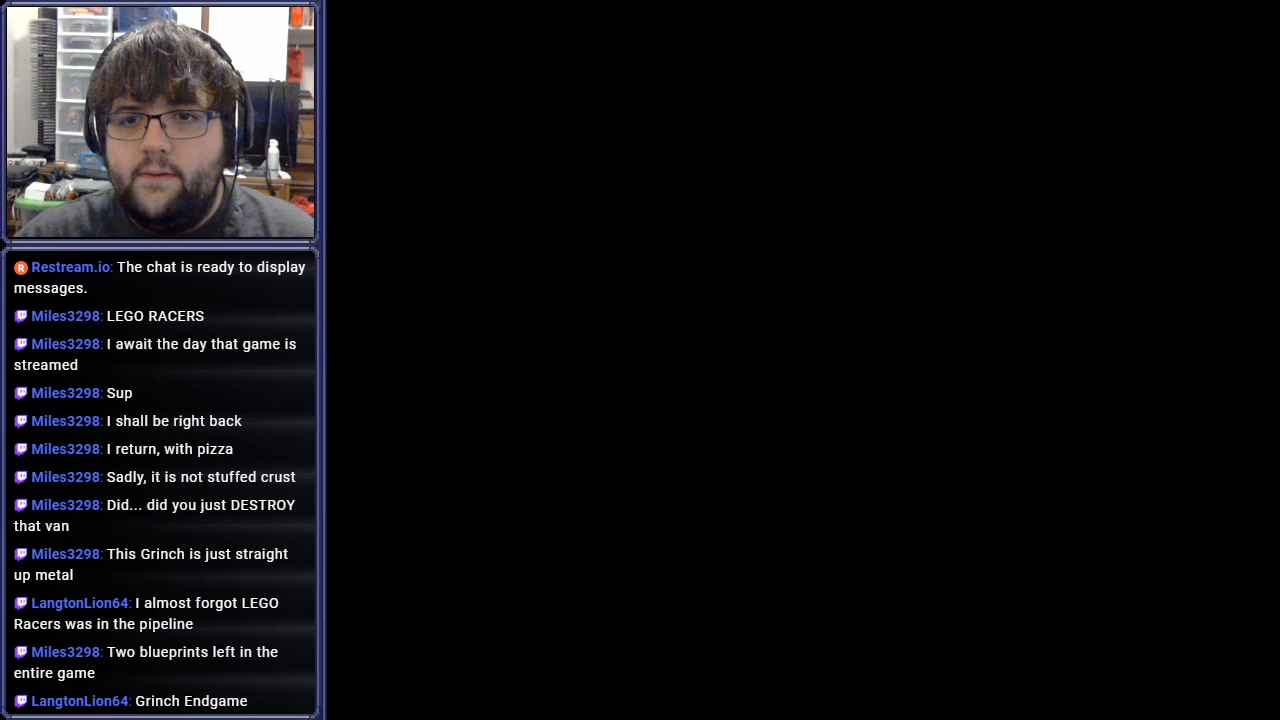 Restream.io: The chat is ready to display
messages.
Miles3298: LEGO RACERS
Miles3298: I await the day that game is
streamed
Miles3298: Sup
Miles3298: I shall be right back
Miles3298: I return, with pizza
Miles3298: Sadly, it is not stuffed crust
Miles3298: Did... did you just DESTROY
that van
Miles3298: This Grinch is just straight
up metal
LangtonLion64: I almost forgot LEGO
Racers was in the pipeline
Miles3298: Two blueprints left in the
entire game
LangtonLion64: Grinch Endgame